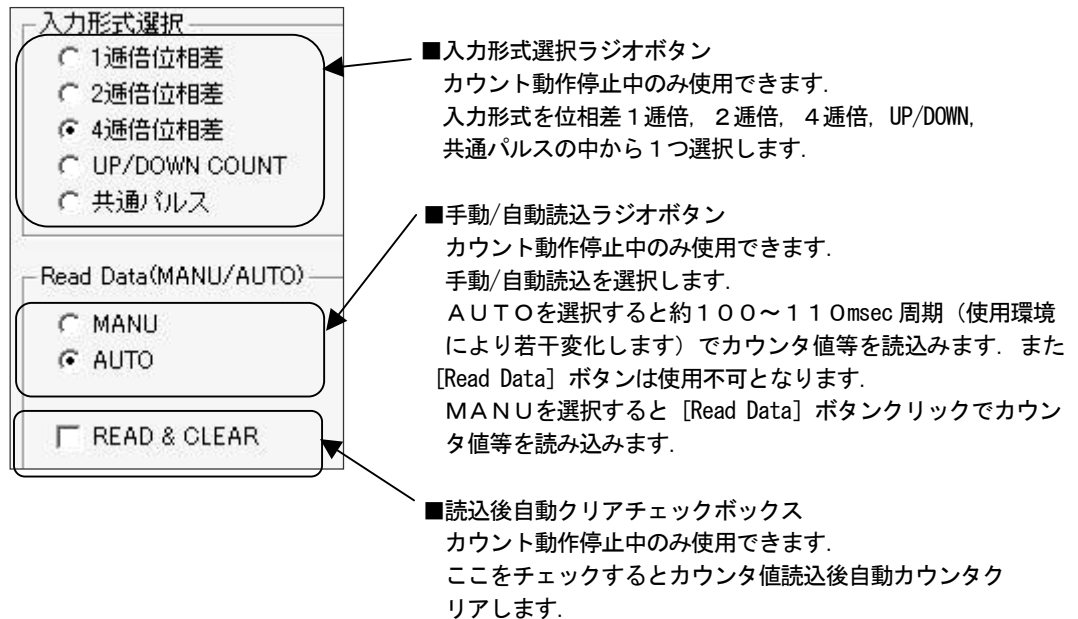 入力形式選択
1逓倍位相差
2逓倍位相差
4逓倍位相差
UP/DOWN COUNT
共通パルス
Read Data(MANU/AUTO)
MANU
AUTO
READ & CLEAR
■入力形式選択ラジオボタン
カウント動作停止中のみ使用できます.
入力形式を位相差１逓倍, ２逓倍, ４逓倍, UP/DOWN,
共通パルスの中から１つ選択します.
■手動/自動読込ラジオボタン
カウント動作停止中のみ使用できます.
手動/自動読込を選択します.
ＡＵＴＯを選択すると約１００～１１０msec 周期（使用環境
により若干変化します）でカウンタ値等を読込みます. また
[Read Data] ボタンは使用不可となります.
ＭＡＮＵを選択すると [Read Data] ボタンクリックでカウン
タ値等を読み込みます.
■読込後自動クリアチェックボックス
カウント動作停止中のみ使用できます.
ここをチェックするとカウンタ値読込後自動カウンタク
リアします.